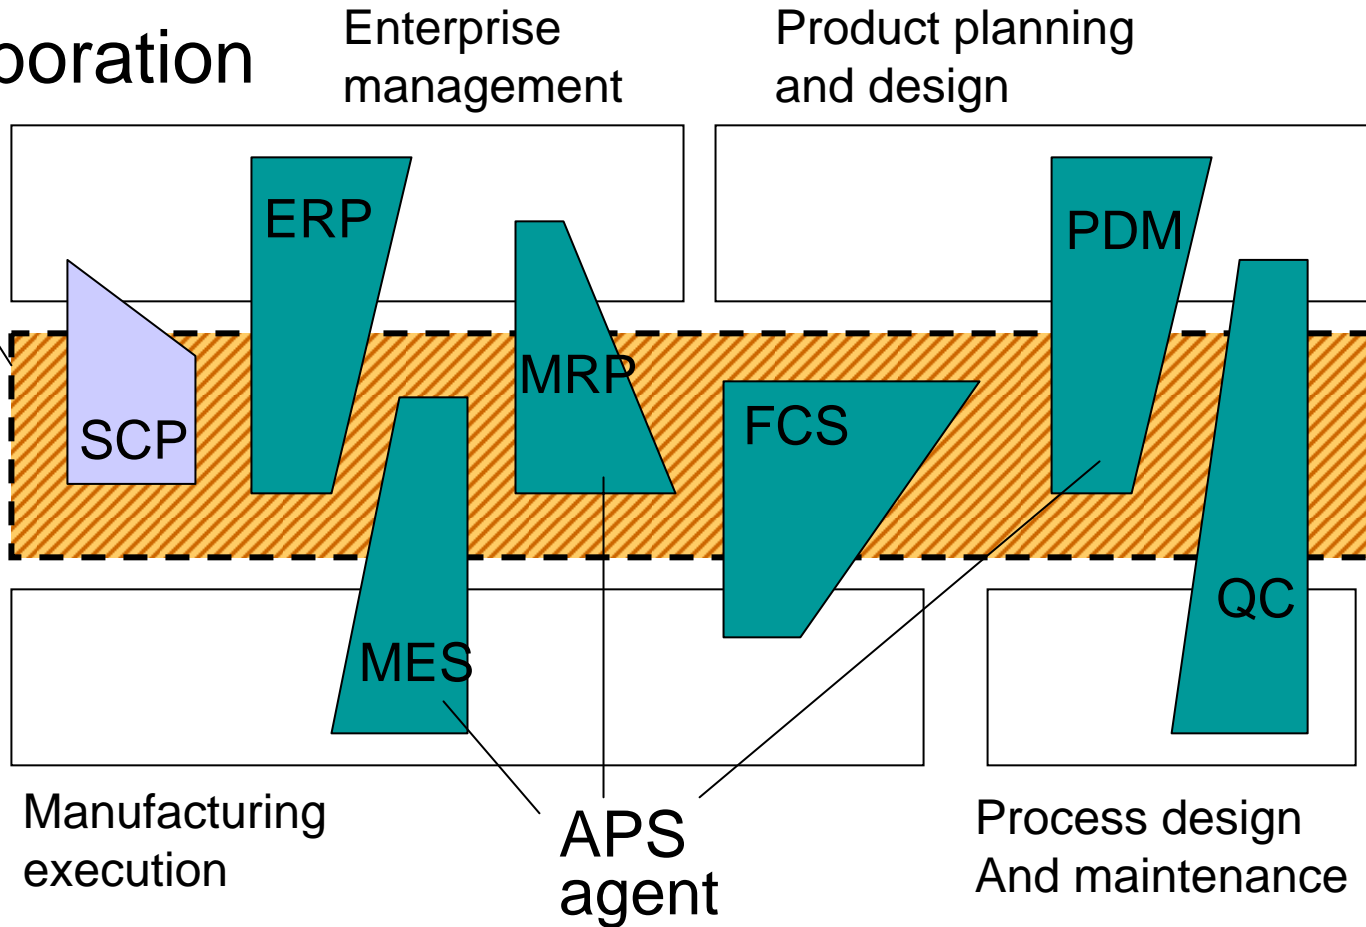 Enterprise
management
Product planning
and design
ERP
PDM
MRP
SCP
FCS
QC
MES
Manufacturing
execution
APS
agent
Process design
And maintenance